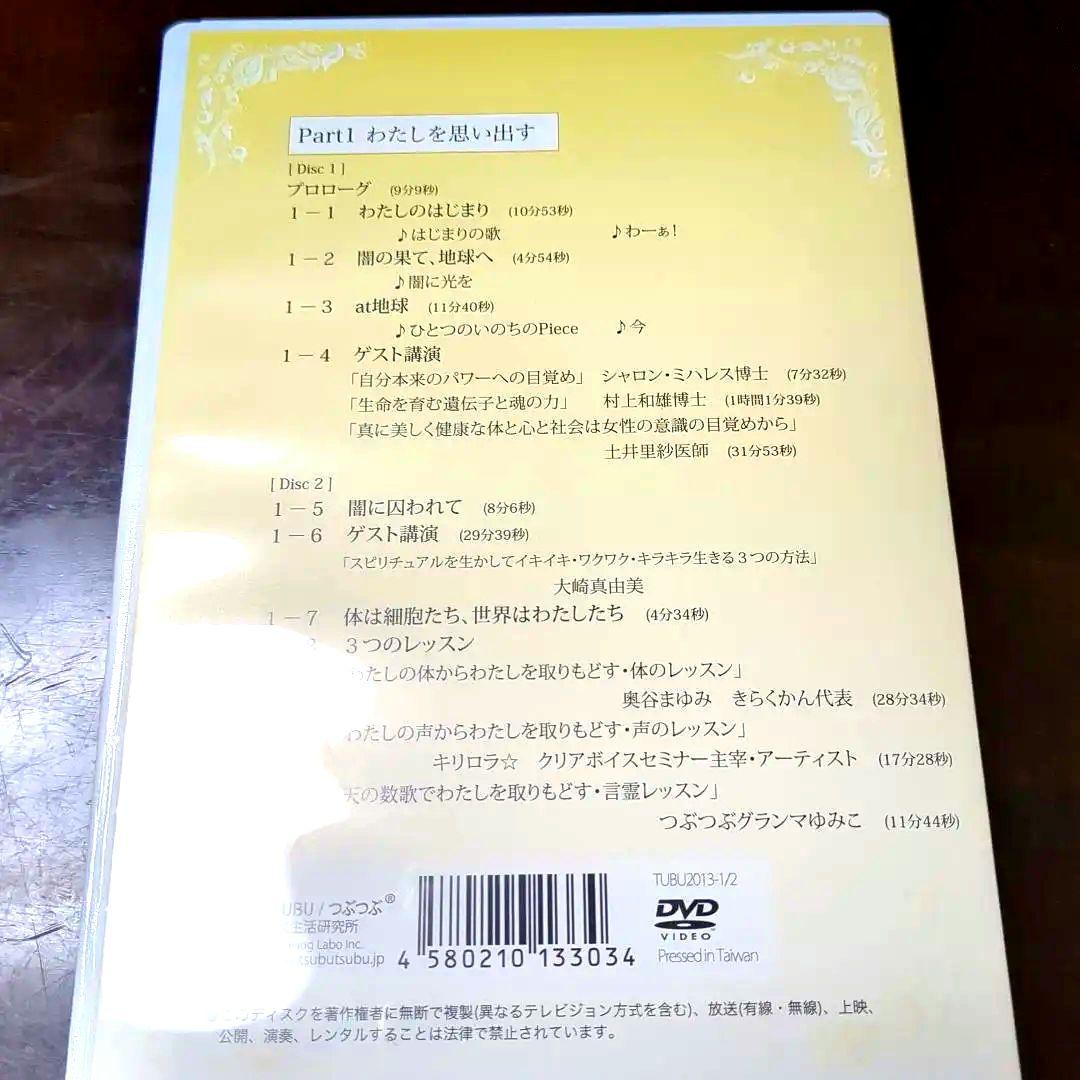 Part1 わたしを思い出す
[ Disc 1 ]
プロローグ (9分9秒)
1－1 わたしのはじまり (10分53秒)
♪はじまりの歌 ♪わーぁ!
1－2 闇の果て、地球へ (4分54秒)
♪闇に光を
1－3 at地球 (11分40秒)
♪ひとつのいのちのPiece ♪今
1－4 ゲスト講演
「自分本来のパワーへの目覚め」 シャロン・ミハレス博士 (7分32秒)
「生命を育む遺伝子と魂の力」 村上和雄博士 (1時間1分39秒)
「真に美しく健康な体と心と社会は女性の意識の目覚めから」
土井里紗医師 (31分53秒)
[ Disc 2 ]
1－5 闇に囚われて (8分6秒)
1－6 ゲスト講演 (29分39秒)
「スピリチュアルを生かしてイキイキ・ワクワク・キラキラ生きる3つの方法」
大崎真由美
1－7 体は細胞たち、世界はわたしたち (4分34秒)
3つのレッスン
わたしの体からわたしを取りもどす・体のレッスン」
奥谷まゆみ きらくかん代表 (28分34秒)
わたしの声からわたしを取りもどす・声のレッスン」
キリロラ☆ クリアボイスセミナー主宰・アーティスト (17分28秒)
天の数歌でわたしを取りもどす・言霊レッスン」
つぶつぶグランマゆみこ (11分44秒)
UBU / つぶつぶ®
生活研究所
Labo Inc.
tsubutsubu.jp
4 580210 133034
TUBU2013-1/2
DVD
VIDEO
Pressed in Taiwan
このディスクを著作権者に無断で複製(異なるテレビジョン方式を含む)、放送(有線・無線)、上映、
公開、演奏、レンタルすることは法律で禁止されています。